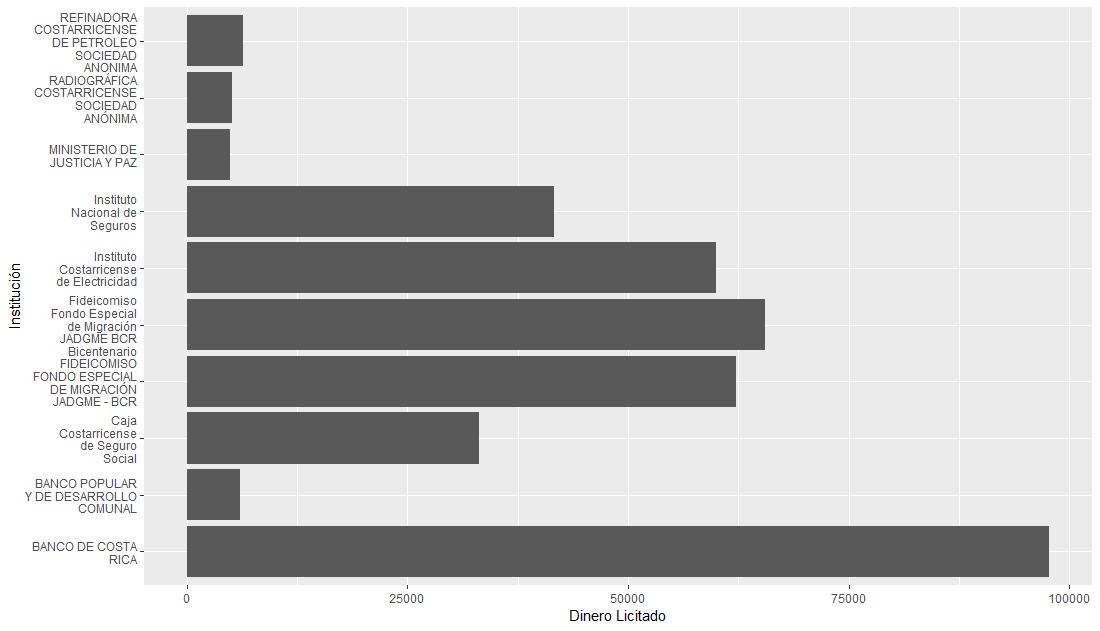 REFINADORA
COSTARRICENSE
DE PETROLEO
SOCIEDAD
ANONIMA
RADIOGRÁFICA
COSTARRICENSE
SOCIEDAD
ANÓNIMA
MINISTERIO DE
JUSTICIA Y PAZ
Instituto
Nacional de
Seguros
Instituto
Costarricense
de Electricidad
Fideicomiso
Fondo Especial
de Migración
JADGME BCR
Bicentenario
FIDEICOMISO
FONDO ESPECIAL
DE MIGRACIÓN
JADGME - BCR
Caja
Costarricense
de Seguro
Social
BANCO POPULAR
Y DE DESARROLLO
COMUNAL
BANCO DE COSTA
RICA
Institución
0 25000 50000 75000 100000
Dinero Licitado